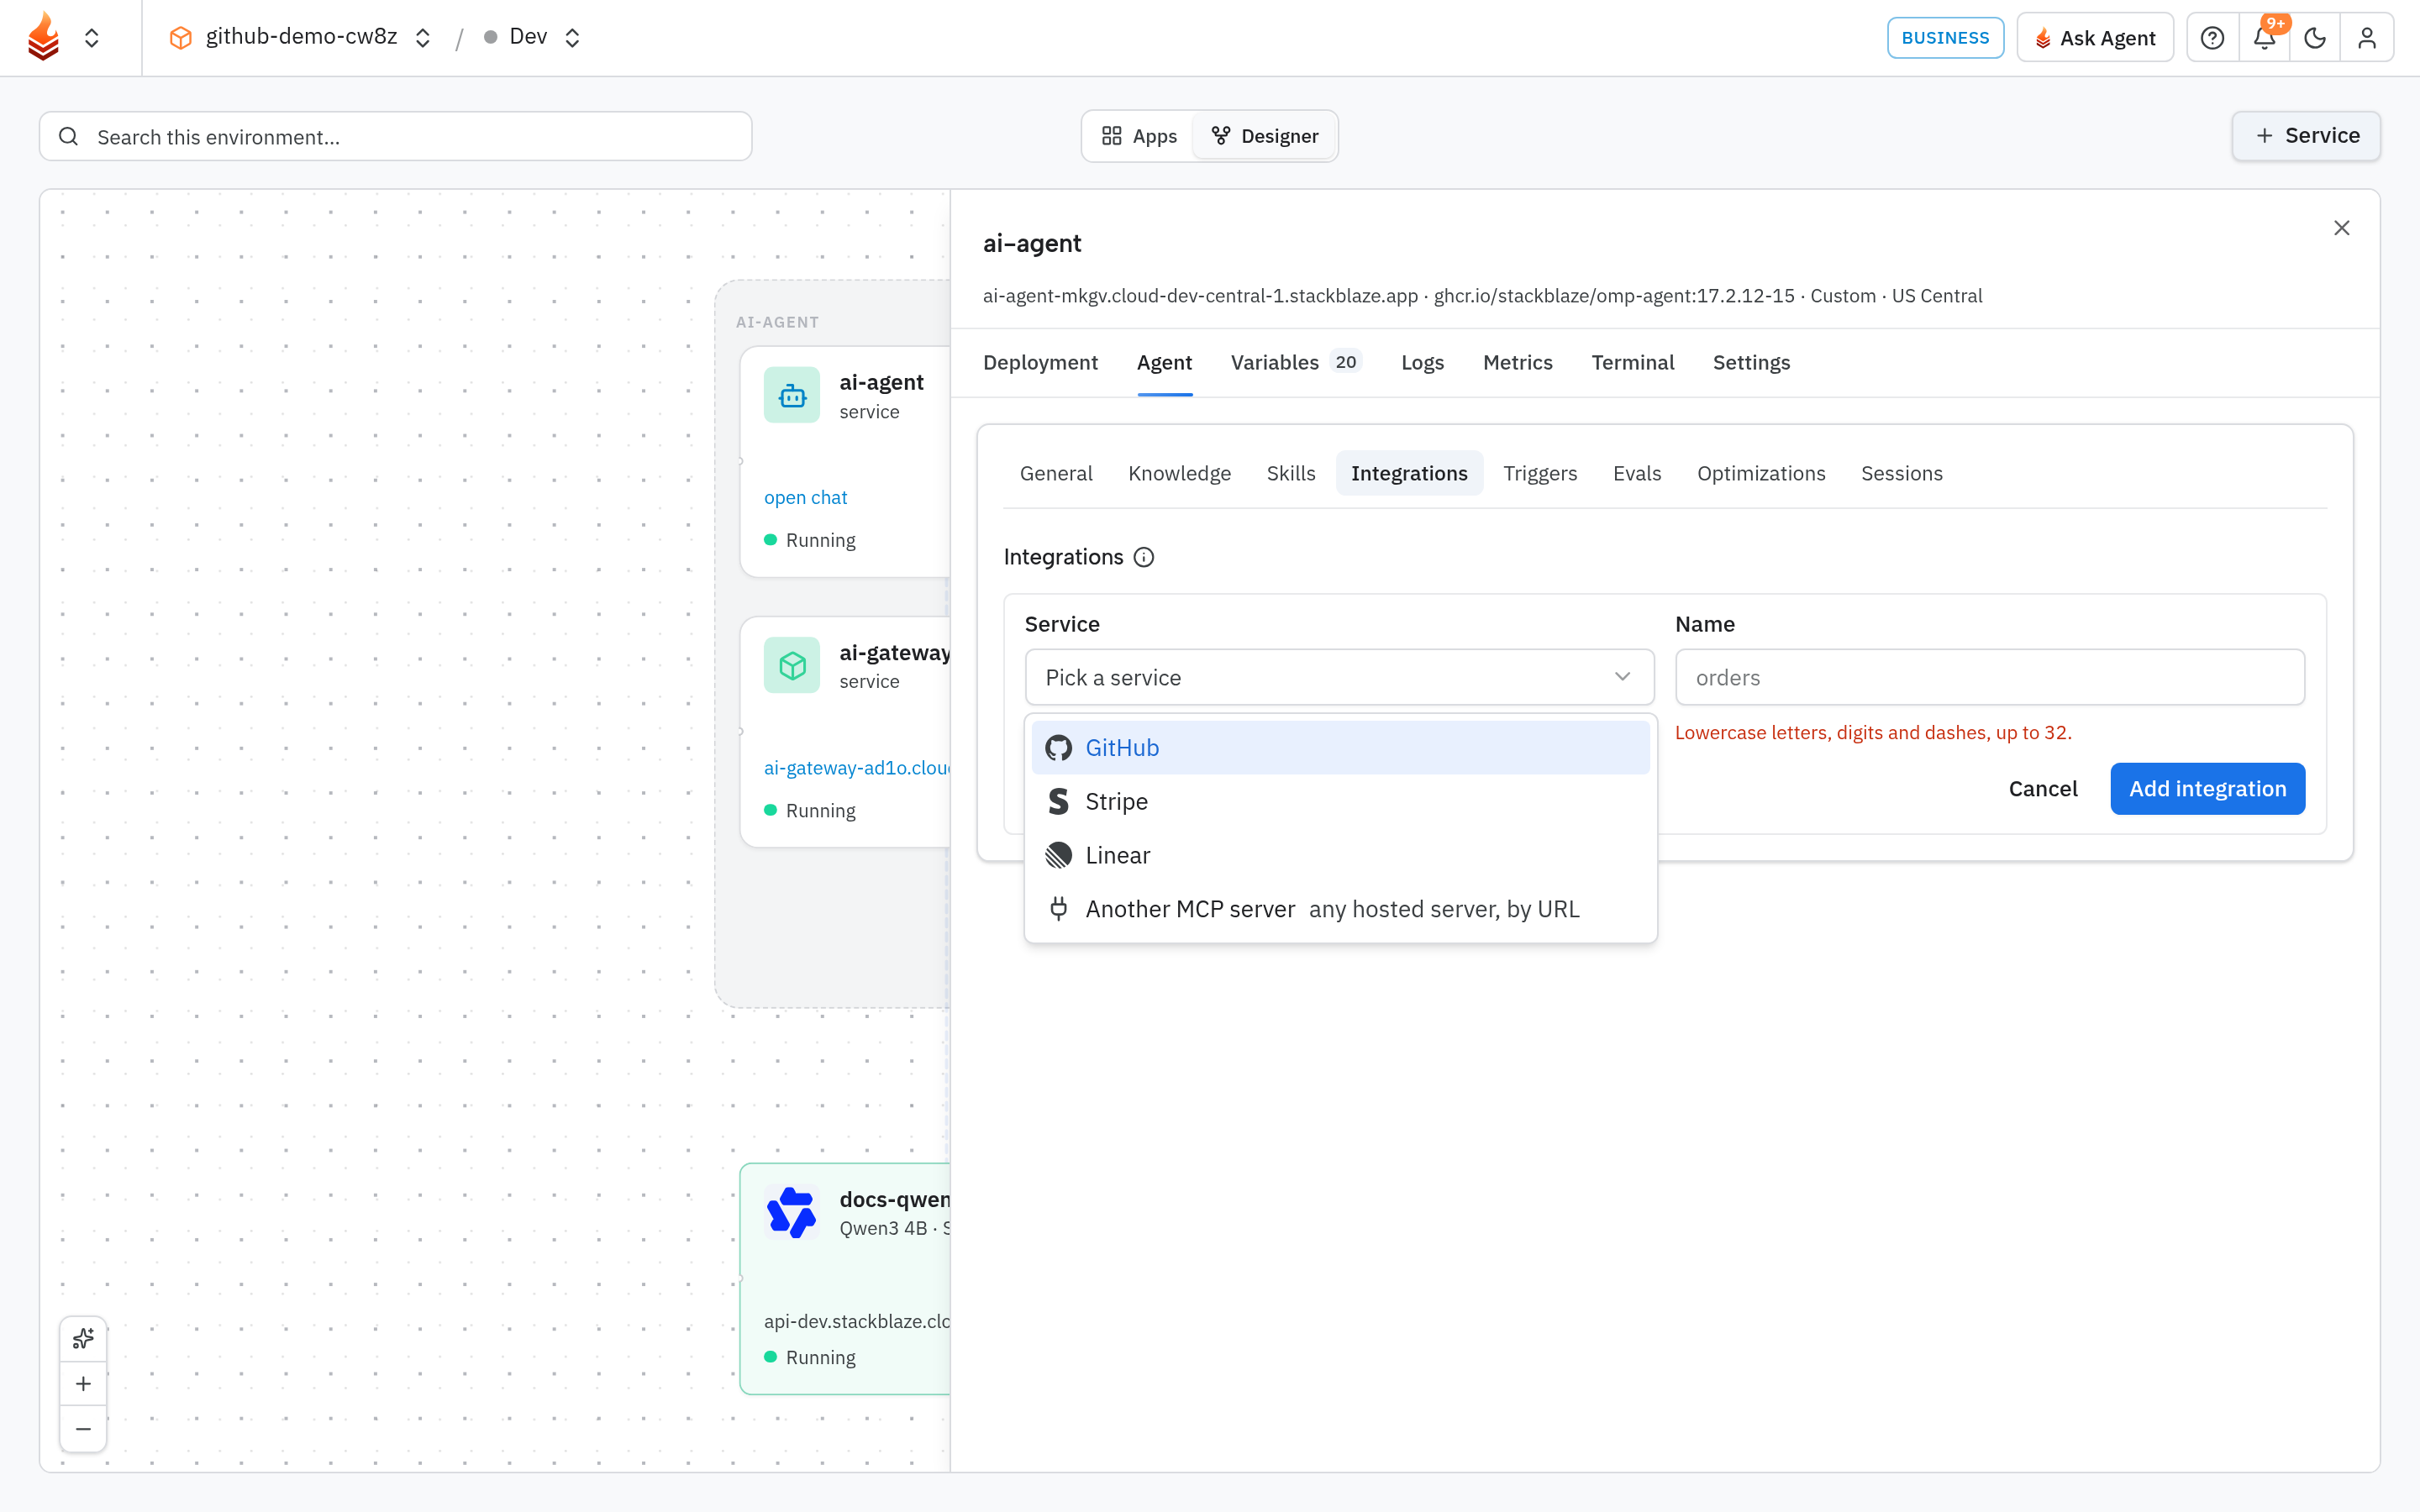 github-demo-cw8z / Dev
BUSINESS
Ask Agent
9+
Search this environment...
Apps
Designer
+ Service
AI-AGENT
ai-agent
service
open chat
Running
ai-gateway
service
ai-gateway-ad1o.clou
Running
docs-qwen
Qwen3 4B · S
api-dev.stackblaze.clo
Running
ai-agent
ai-agent-mkgv.cloud-dev-central-1.stackblaze.app · ghcr.io/stackblaze/omp-agent:17.2.12-15 · Custom · US Central
Deployment Agent Variables 20 Logs Metrics Terminal Settings
General Knowledge Skills Integrations Triggers Evals Optimizations Sessions
Integrations
Service
Pick a service
GitHub
Stripe
Linear
Another MCP server any hosted server, by URL
Name
orders
Lowercase letters, digits and dashes, up to 32.
Cancel
Add integration